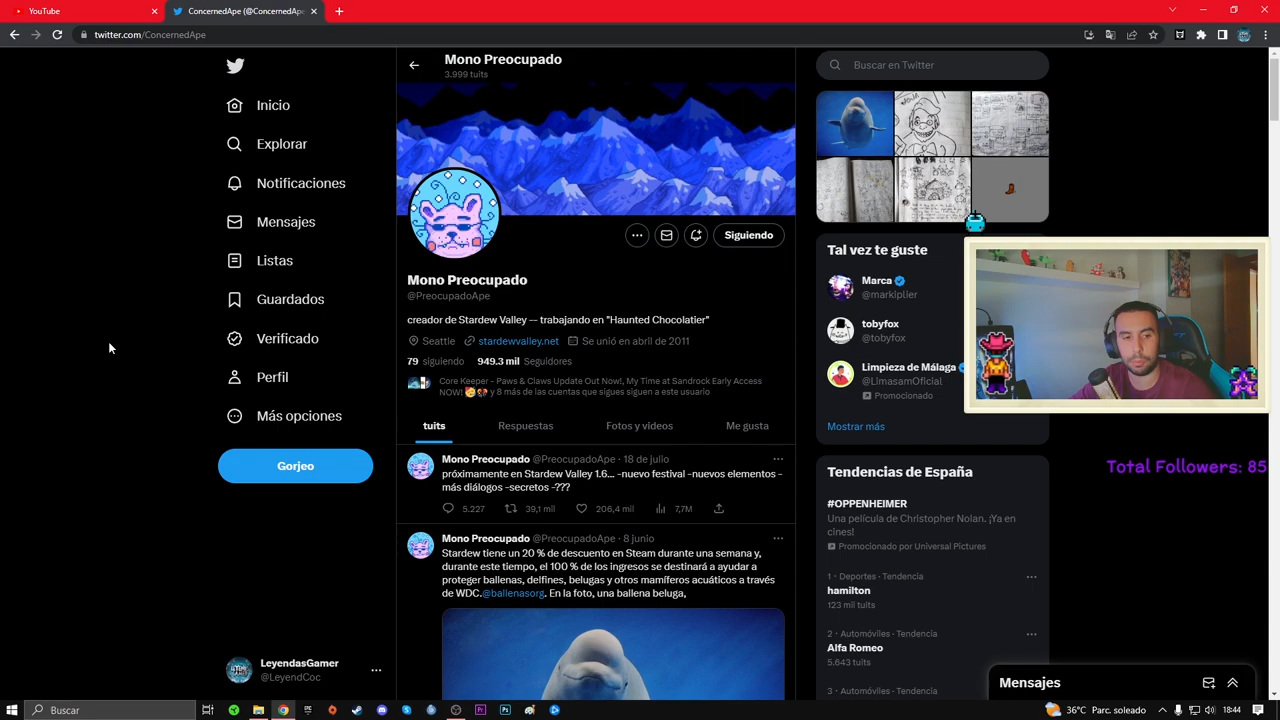 YouTube
ConcernedApe (@ConcernedApe
twitter.com/ConcernedApe
Inicio
Explorar
Notificaciones
Mensajes
Listas
Guardados
Verificado
Perfil
Más opciones
Gorjeo
LeyendasGamer
@LeyendCoc
Mono Preocupado
3.999 tuits
Siguiendo
Mono Preocupado
@PreocupadoApe
creador de Stardew Valley -- trabajando en "Haunted Chocolatier"
Seattle stardewvalley.net Se unió en abril de 2011
79 siguiendo 949.3 mil Seguidores
Core Keeper - Paws & Claws Update Out Now!, My Time at Sandrock Early Access
NOW! y 8 más de las cuentas que sigues siguen a este usuario
tuits Respuestas Fotos y videos Me gusta
Mono Preocupado @PreocupadoApe · 18 de julio
próximamente en Stardew Valley 1.6... -nuevo festival -nuevos elementos -
más diálogos -secretos -???
5.227 39,1 mil 206,4 mil 7,7M
Mono Preocupado @PreocupadoApe · 8 junio
Stardew tiene un 20 % de descuento en Steam durante una semana y,
durante este tiempo, el 100 % de los ingresos se destinará a ayudar a
proteger ballenas, delfines, belugas y otros mamíferos acuáticos a través
de WDC.@ballenasorg. En la foto, una ballena beluga,
Buscar en Twitter
Tal vez te guste
Marca
@markiplier
tobyfox
@tobyfox
Limpieza de Málaga
@LImasamOficial
Promocionado
Mostrar más
Total Followers: 85
Tendencias de España
#OPPENHEIMER
Una película de Christopher Nolan. ¡Ya en
cines!
Promocionado por Universal Pictures
1 · Deportes · Tendencia
hamilton
123 mil tuits
2 · Automóviles · Tendencia
Alfa Romeo
5.643 tuits
3 · Automóviles · Tendencia
Mensajes
Buscar
36°C Parc. soleado
18:44